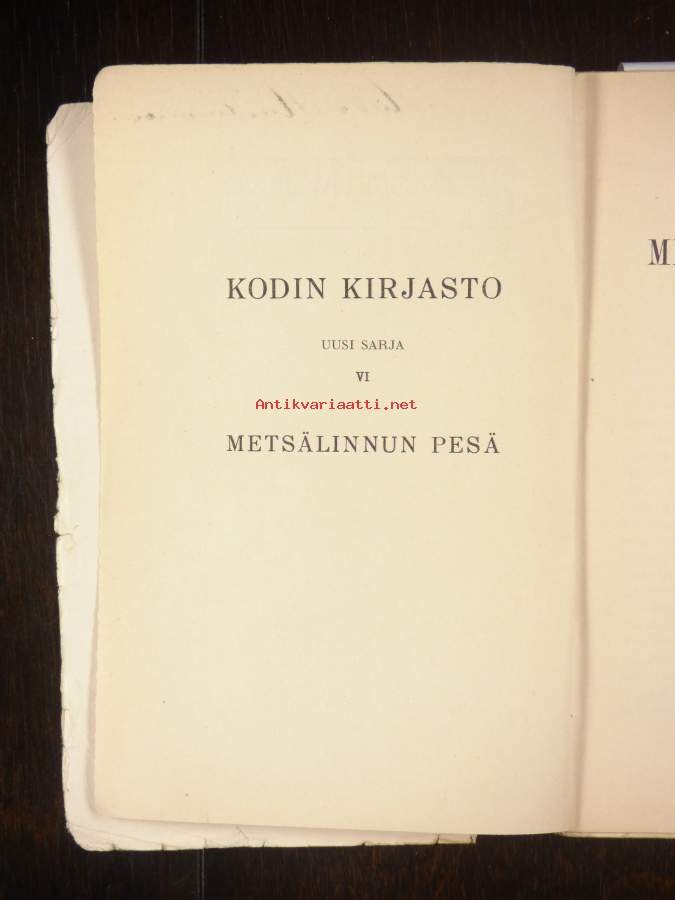 KODIN KIRJASTO
UUSI SARJA
VI
Antikvariaatti.net
METSÄLINNUN PESÄ